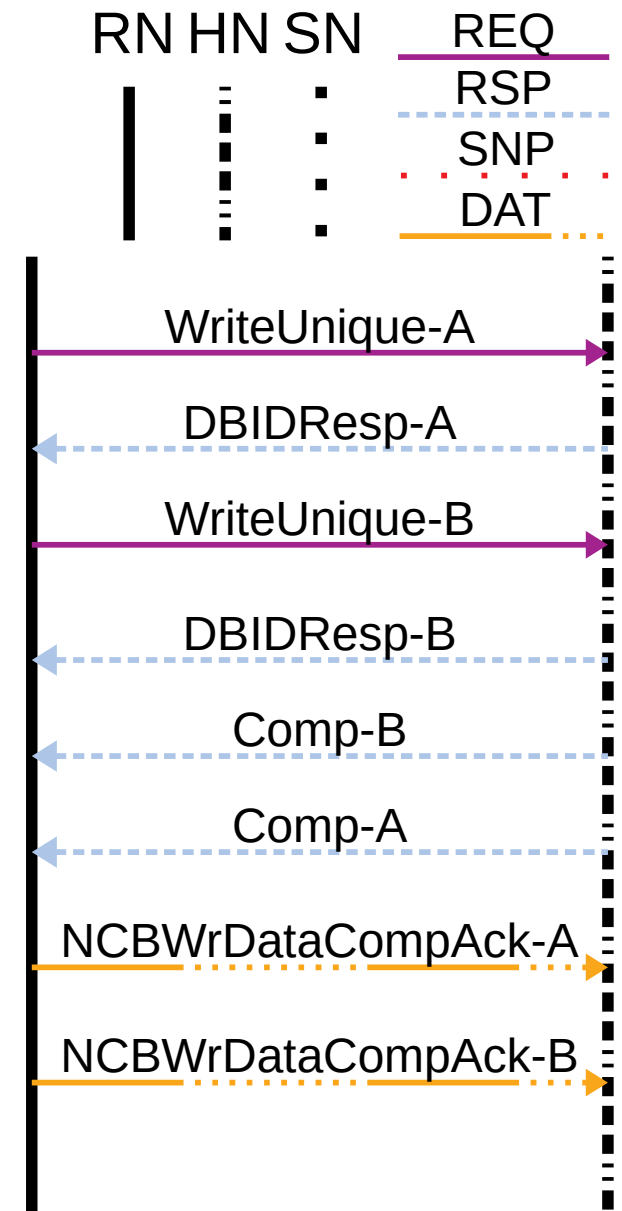 RN HN SN REQ
RSP
SNP
DAT
WriteUnique-A
DBIDResp-A
WriteUnique-B
DBIDResp-B
Comp-B
Comp-A
NCBWrDataCompAck-A
NCBWrDataCompAck-B